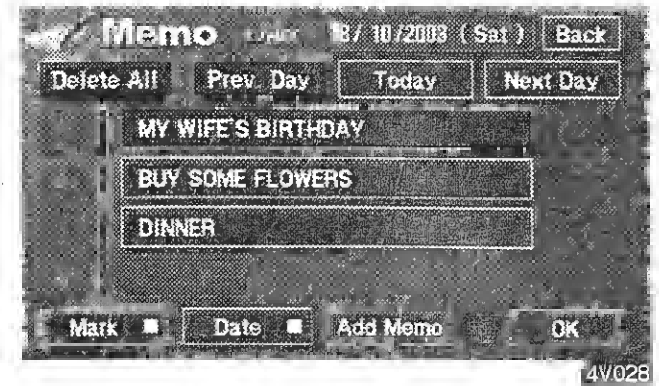 Memo 18/ 10/2003 ( Sat ) Back
Delete All Prev. Day Today Next Day
MY WIFE'S BIRTHDAY
BUY SOME FLOWERS
DINNER
Mark Date Add Memo OK
4V028